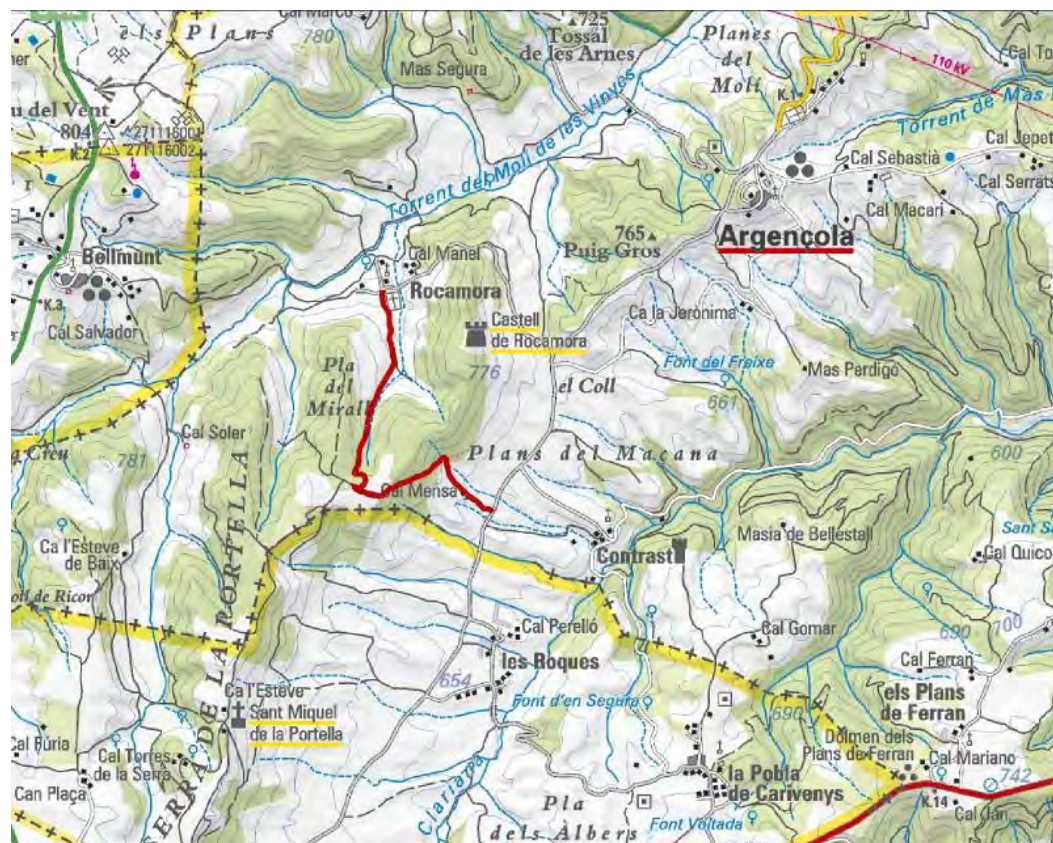 Cal Marcó
els Plans
780
725
Tossal
de les Arnes
Mas Segura
Planes
del
Molí
K.1
110 kV
Torrent de Mas
Torrent del Molí de les Vinyes
u del Vent
804
271116001
271116002
K.2
Cal Sebastià
Cal Jepet
Cal Serrats
Cal Macari
Argençola
765
Puig Gros
Bellmunt
K.3
Cal Salvador
Cal Manel
Rocamora
Castell
de Rocamora
776
Ca la Jerònima
Font del Freixe
Mas Perdigó
661
el Coll
Pla
del
Mirall
Plans del Maçana
600
Cal Soler
781
Cal Mensa
Ca l'Esteve
de Baix
Contrast
Masia de Bellestall
Cal Quico
SERRA DE LA PORTELLA
Cal Perelló
les Roques
654
Cal Gomar
690
700
Cal Ferran
els Plans
de Ferran
Ca l'Esteve
Sant Miquel
de la Portella
Font d'en Segura
690
Dolmen dels
Plans de Ferran
Cal Mariano
742
K.14
Cal Jan
Cal Fúria
Cal Torres
de la Serra
Can Plaça
Clariana
la Pobla
de Carivenys
Pla
dels Àlbers
Font Voltada